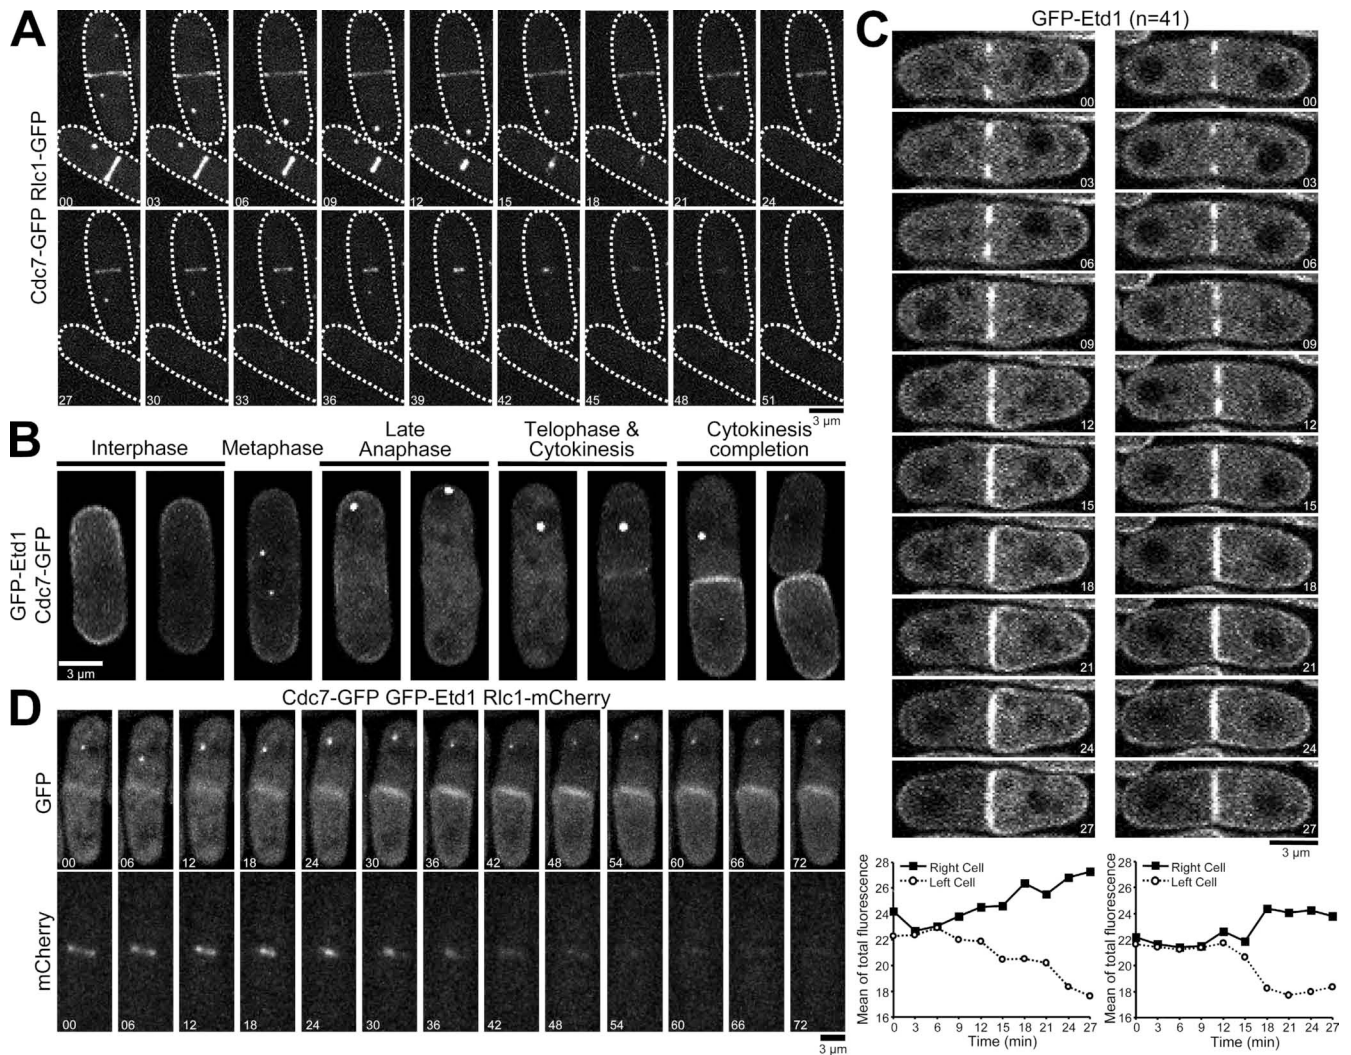 A
Cdc7-GFP Rlc1-GFP
00 03 06 09 12 15 18 21 24
27 30 33 36 39 42 45 48 51
3 µm
B
Interphase Metaphase Late Anaphase Telophase & Cytokinesis Cytokinesis completion
GFP-Etd1
Cdc7-GFP
3 µm
D
Cdc7-GFP GFP-Etd1 Rlc1-mCherry
GFP
00 06 12 18 24 30 36 42 48 54 60 66 72
mCherry
00 06 12 18 24 30 36 42 48 54 60 66 72
3 µm
C
GFP-Etd1 (n=41)
00 00
03 03
06 06
09 09
12 12
15 15
18 18
21 21
24 24
27 27
3 µm
Mean of total fluorescence
28
26
24
22
20
18
16
Right Cell
Left Cell
0 3 6 9 12 15 18 21 24 27
Time (min)
Mean of total fluorescence
28
26
24
22
20
18
16
Right Cell
Left Cell
0 3 6 9 12 15 18 21 24 27
Time (min)